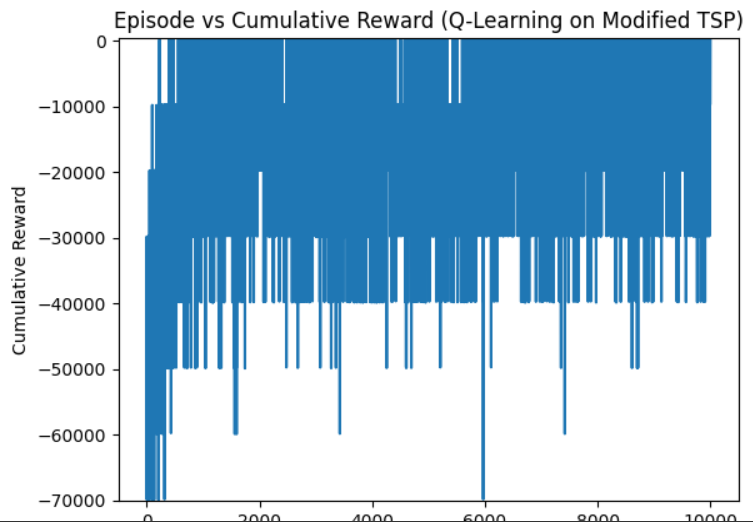 Episode vs Cumulative Reward (Q-Learning on Modified TSP)
0
−10000
−20000
−30000
−40000
−50000
−60000
−70000
Cumulative Reward
0 2000 4000 6000 8000 10000